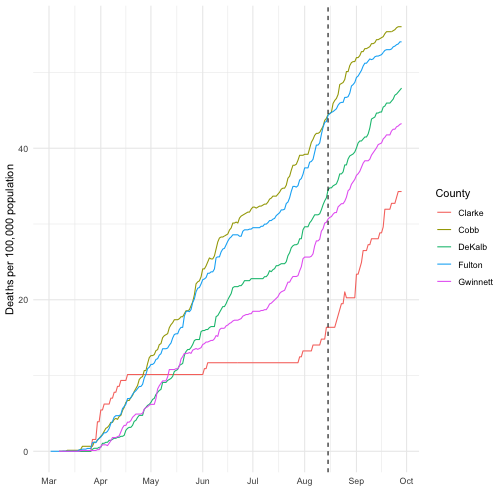 Deaths per 100,000 population
40
20
0
Mar Apr May Jun Jul Aug Sep Oct
County
Clarke
Cobb
DeKalb
Fulton
Gwinnett